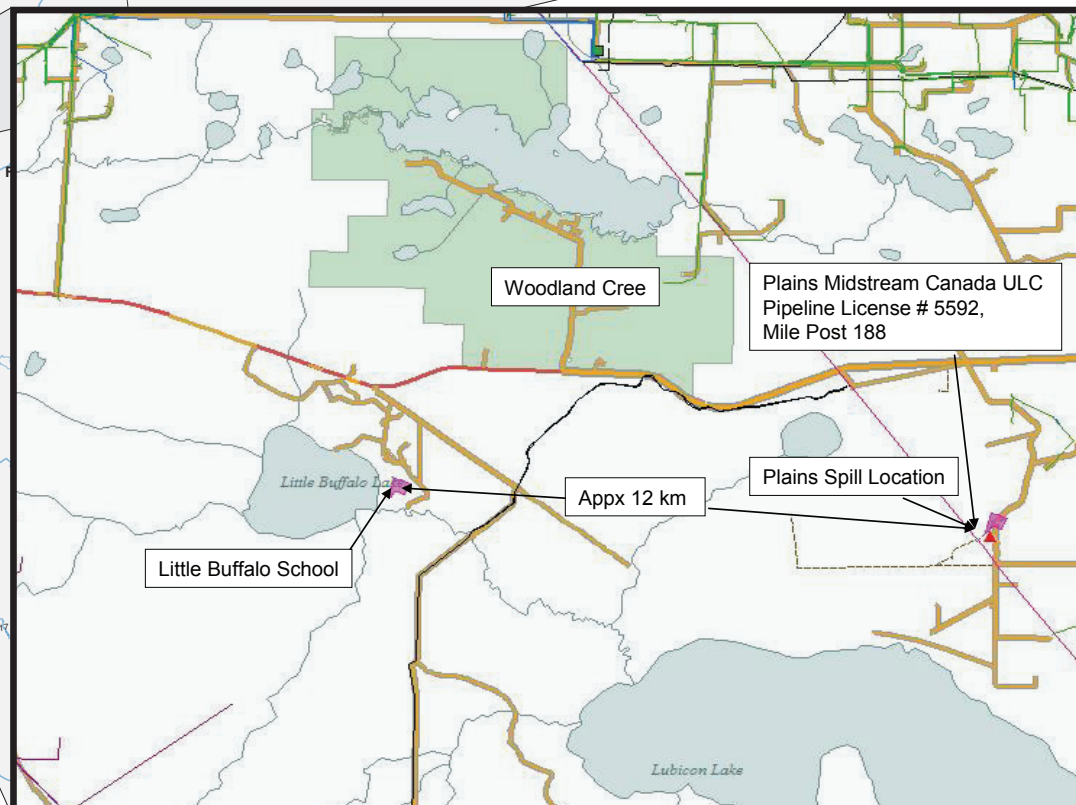 Woodland Cree
Plains Midstream Canada ULC
Pipeline License # 5592,
Mile Post 188
Plains Spill Location
Appx 12 km
Little Buffalo Lake
Little Buffalo School
Lubicon Lake